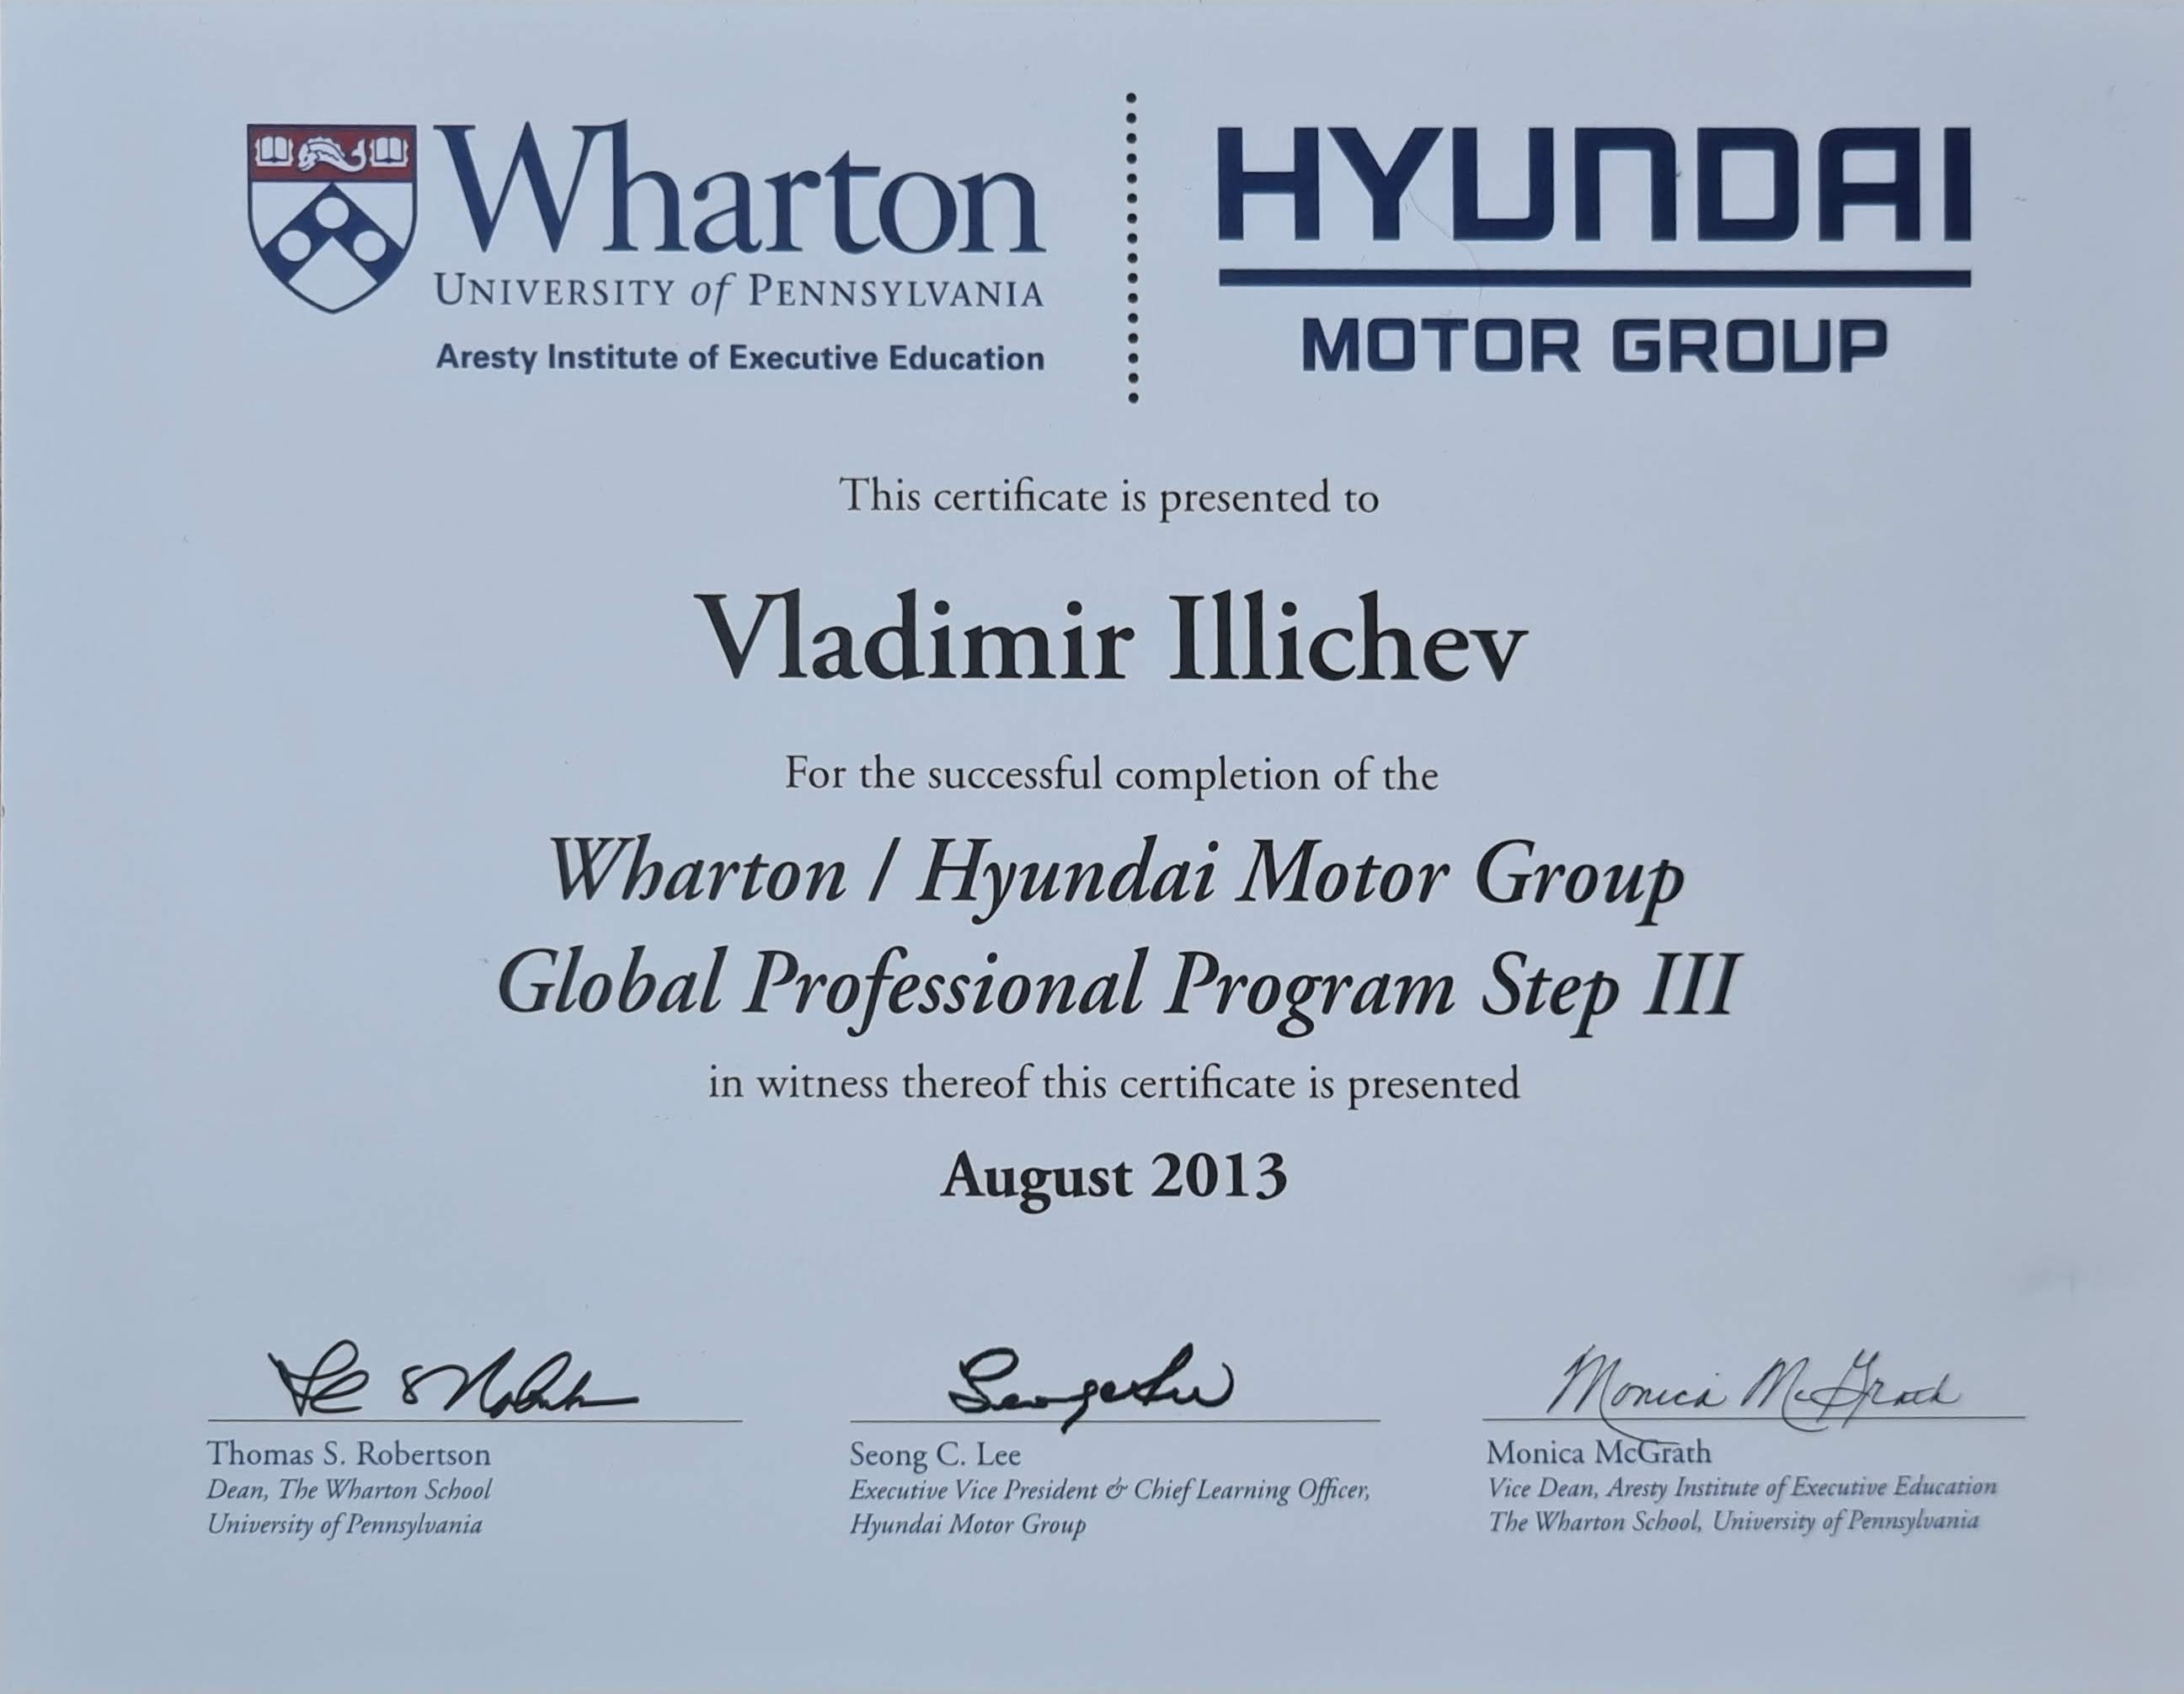 Wharton
UNIVERSITY of PENNSYLVANIA
Aresty Institute of Executive Education
HYUNDAI
MOTOR GROUP
This certificate is presented to
Vladimir Illichev
For the successful completion of the
Wharton / Hyundai Motor Group
Global Professional Program Step III
in witness thereof this certificate is presented
August 2013
Monica McGrath
Thomas S. Robertson
Dean, The Wharton School
University of Pennsylvania
Seong C. Lee
Executive Vice President & Chief Learning Officer,
Hyundai Motor Group
Monica McGrath
Vice Dean, Aresty Institute of Executive Education
The Wharton School, University of Pennsylvania